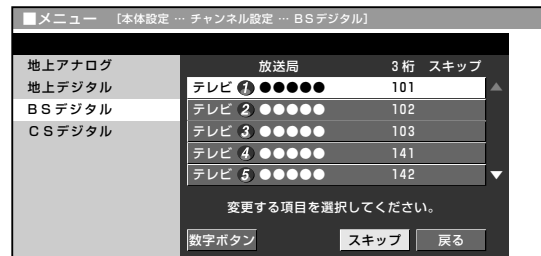 ■メニュー [本体設定 … チャンネル設定 … BSデジタル]
地上アナログ
地上デジタル
BSデジタル
CSデジタル
放送局 3桁 スキップ
テレビ 1 ●●●●● 101 ▲
テレビ 2 ●●●●● 102
テレビ 3 ●●●●● 103
テレビ 4 ●●●●● 141
テレビ 5 ●●●●● 142 ▼
変更する項目を選択してください。
数字ボタン スキップ 戻る